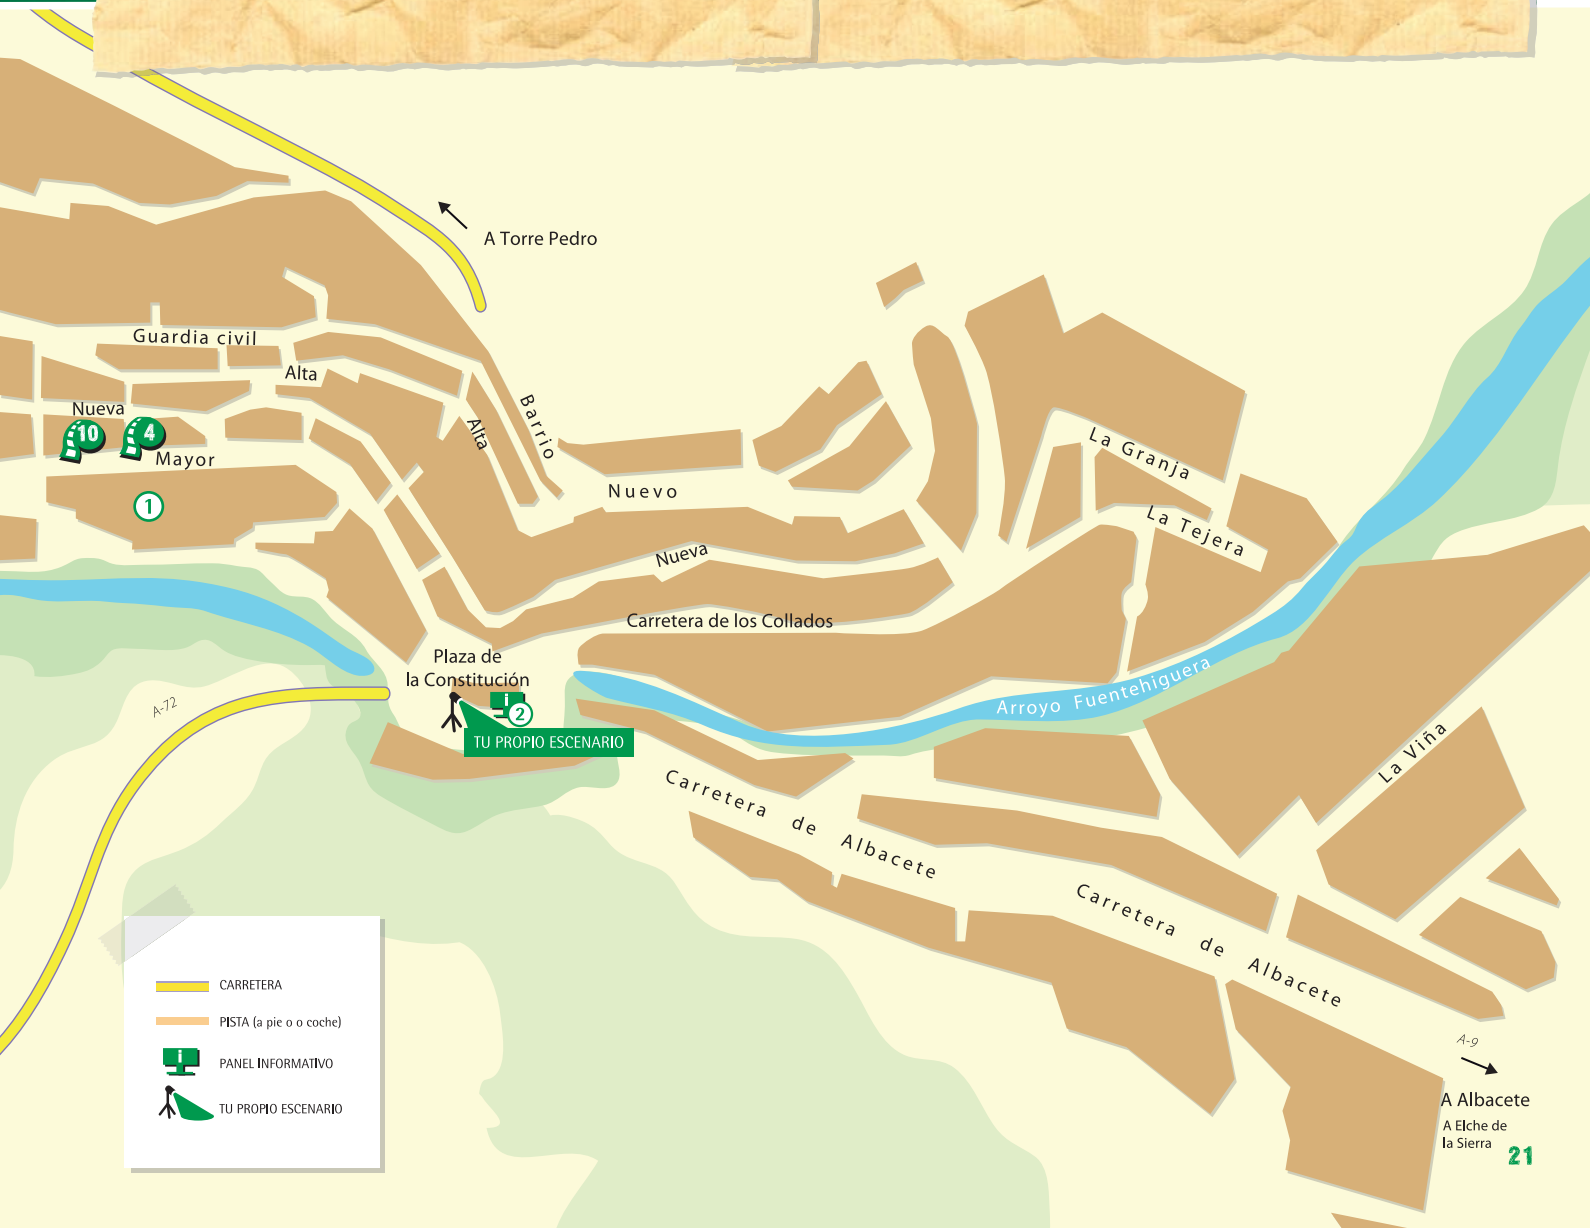 A Torre Pedro
Guardia civil
Alta
Nueva
10
4
Mayor
1
Alta
Barrio
Nuevo
Nueva
La Granja
La Tejera
Carretera de los Collados
Plaza de
la Constitución
i
2
TU PROPIO ESCENARIO
A-72
Arroyo Fuentehiguera
La Viña
Carretera de Albacete
Carretera de Albacete
CARRETERA
PISTA (a pie o o coche)
i
PANEL INFORMATIVO
TU PROPIO ESCENARIO
A-9
A Albacete
A Elche de
la Sierra
21